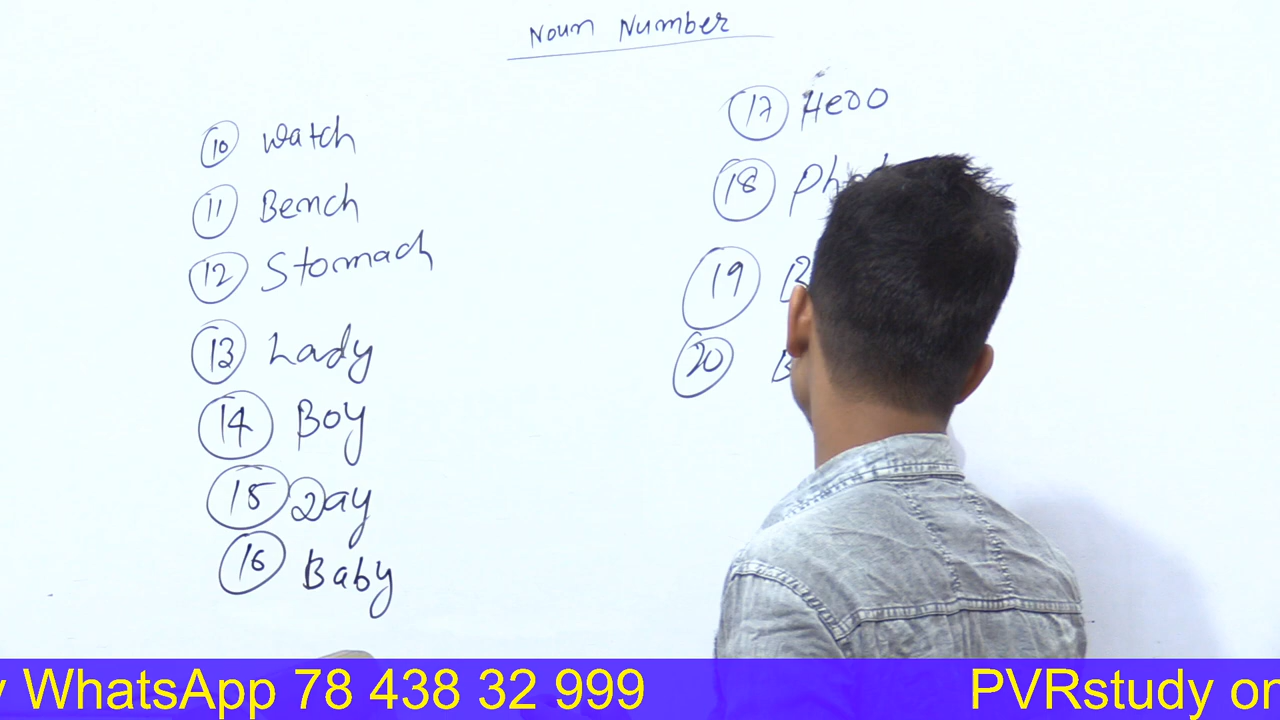 Noun Number
10 Watch
11 Bench
12 Stomach
13 Lady
14 Boy
15 Day
16 Baby
17 Hero
18
19
20
WhatsApp 78 438 32 999
PVRstudy